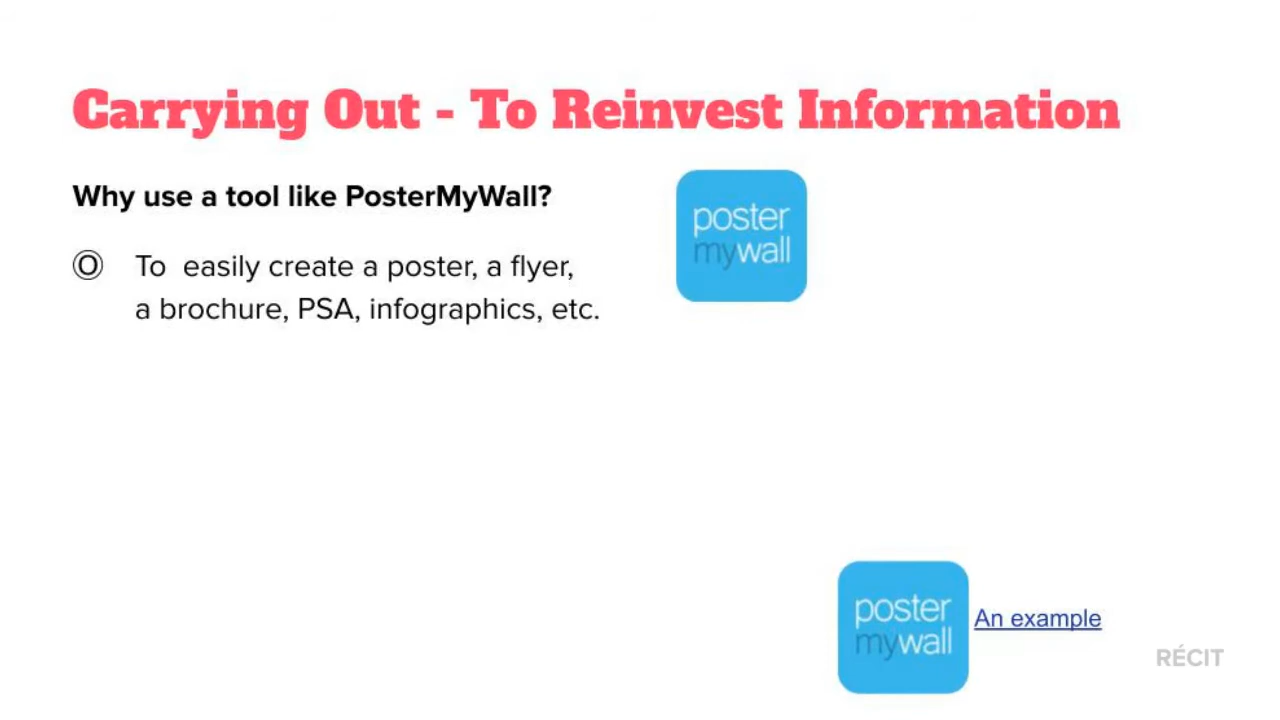 Carrying Out - To Reinvest Information
Why use a tool like PosterMyWall?
poster
mywall
Ⓞ To easily create a poster, a flyer,
a brochure, PSA, infographics, etc.
poster
mywall
An example
RÉCIT